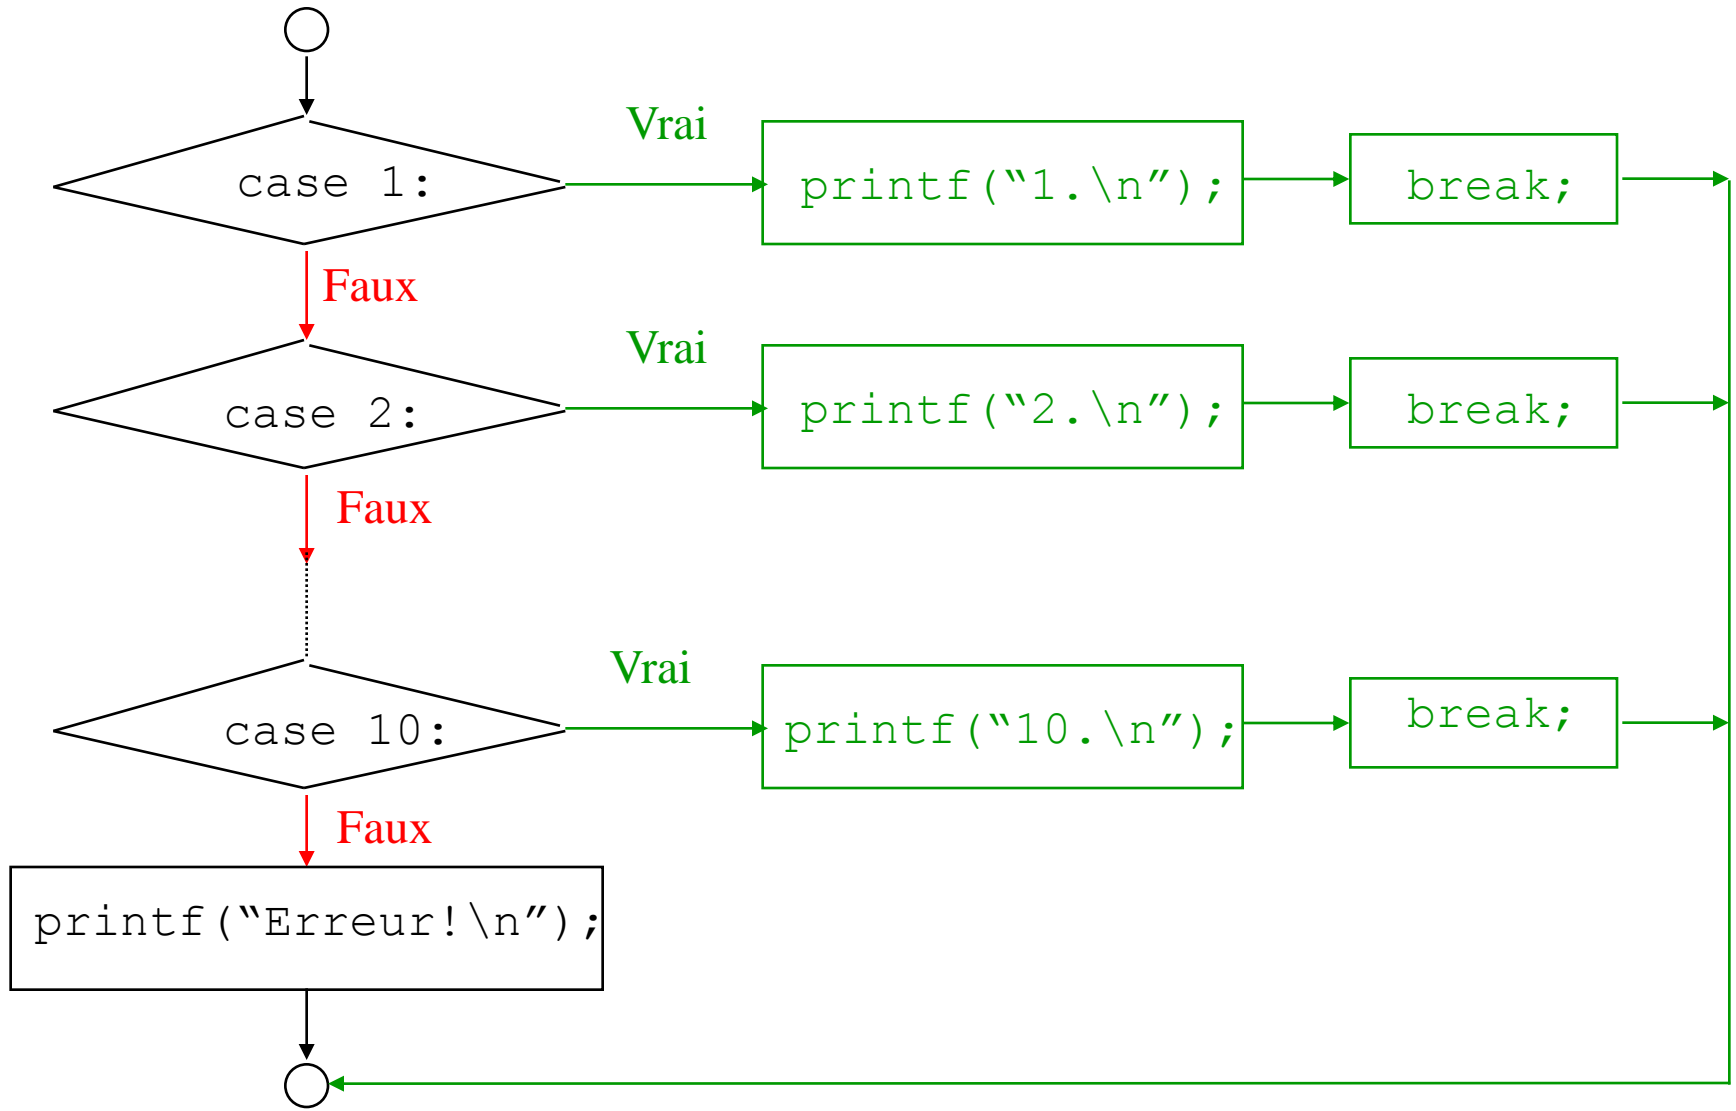 Vrai
case 1:
printf(“1.\n”);
break;
Faux
Vrai
case 2:
printf(“2.\n”);
break;
Faux
Vrai
case 10:
printf(“10.\n”);
break;
Faux
printf(“Erreur!\n”);